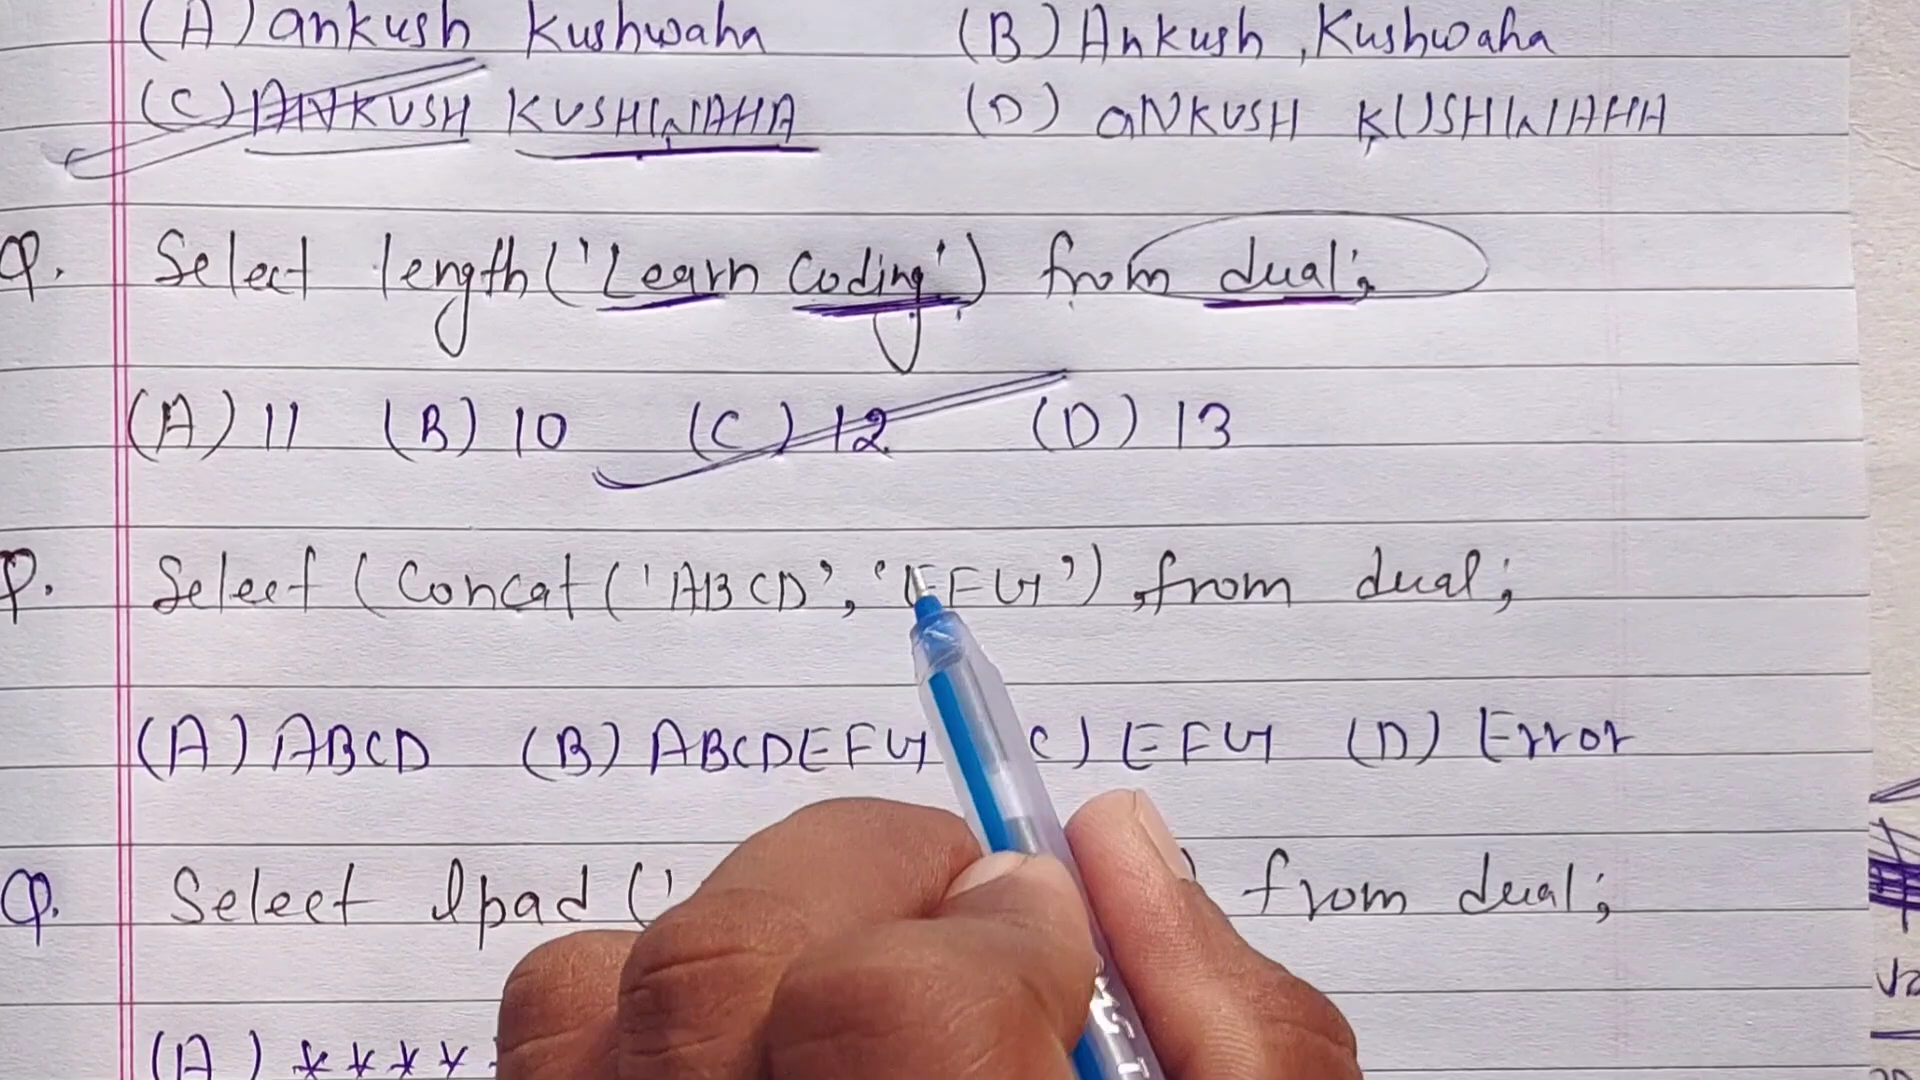 (A) ankush Kushwaha (B) Ankush, Kushwaha
(C) ANKUSH KUSHWAHA (D) aNKUSH KUSHWAHA
Q. Select length('Learn Coding') from dual;
(A) 11 (B) 10 (C) 12 (D) 13
Q. Select (Concat('ABCD', 'EFG') from dual;
(A) ABCD (B) ABCDEFG C) EFG (D) Error
Q. Select lpad (' ) from dual;
(A) ****